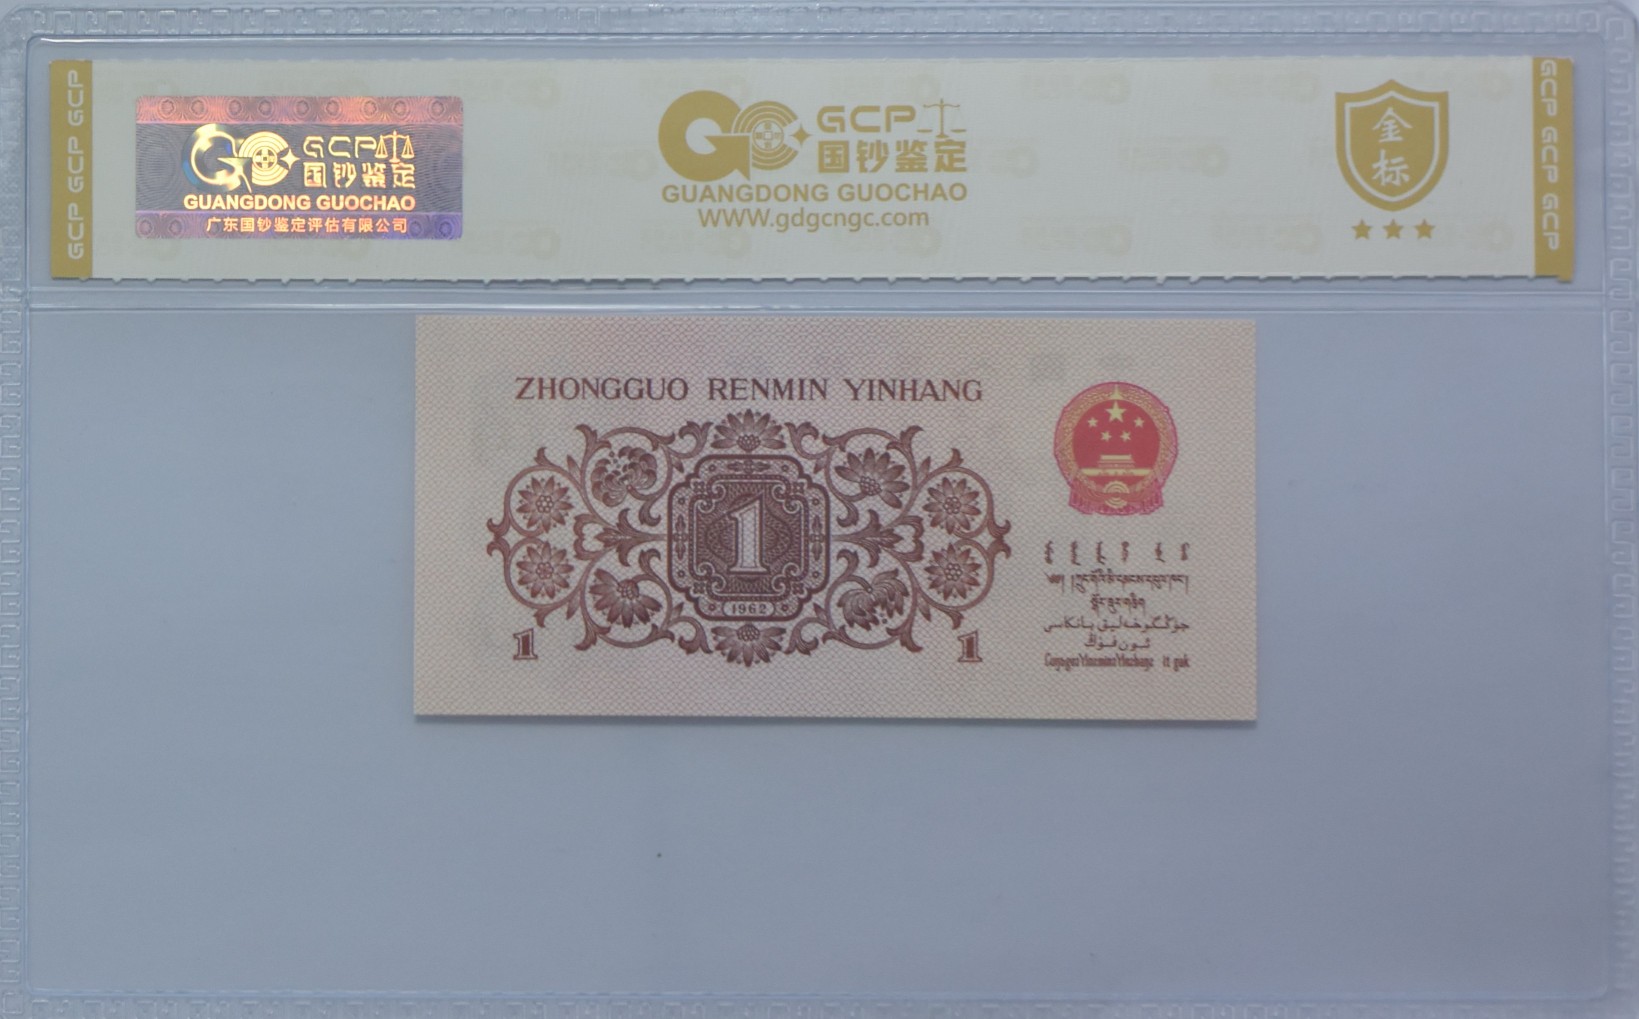 GCP GCP GCP
GCP
国钞鉴定
GUANGDONG GUOCHAO
广东国钞鉴定评估有限公司
GCP
国钞鉴定
GUANGDONG GUOCHAO
WWW.gdgcngc.com
金
标
GCP GCP GCP
ZHONGGUO RENMIN YINHANG
1
1962
1
1